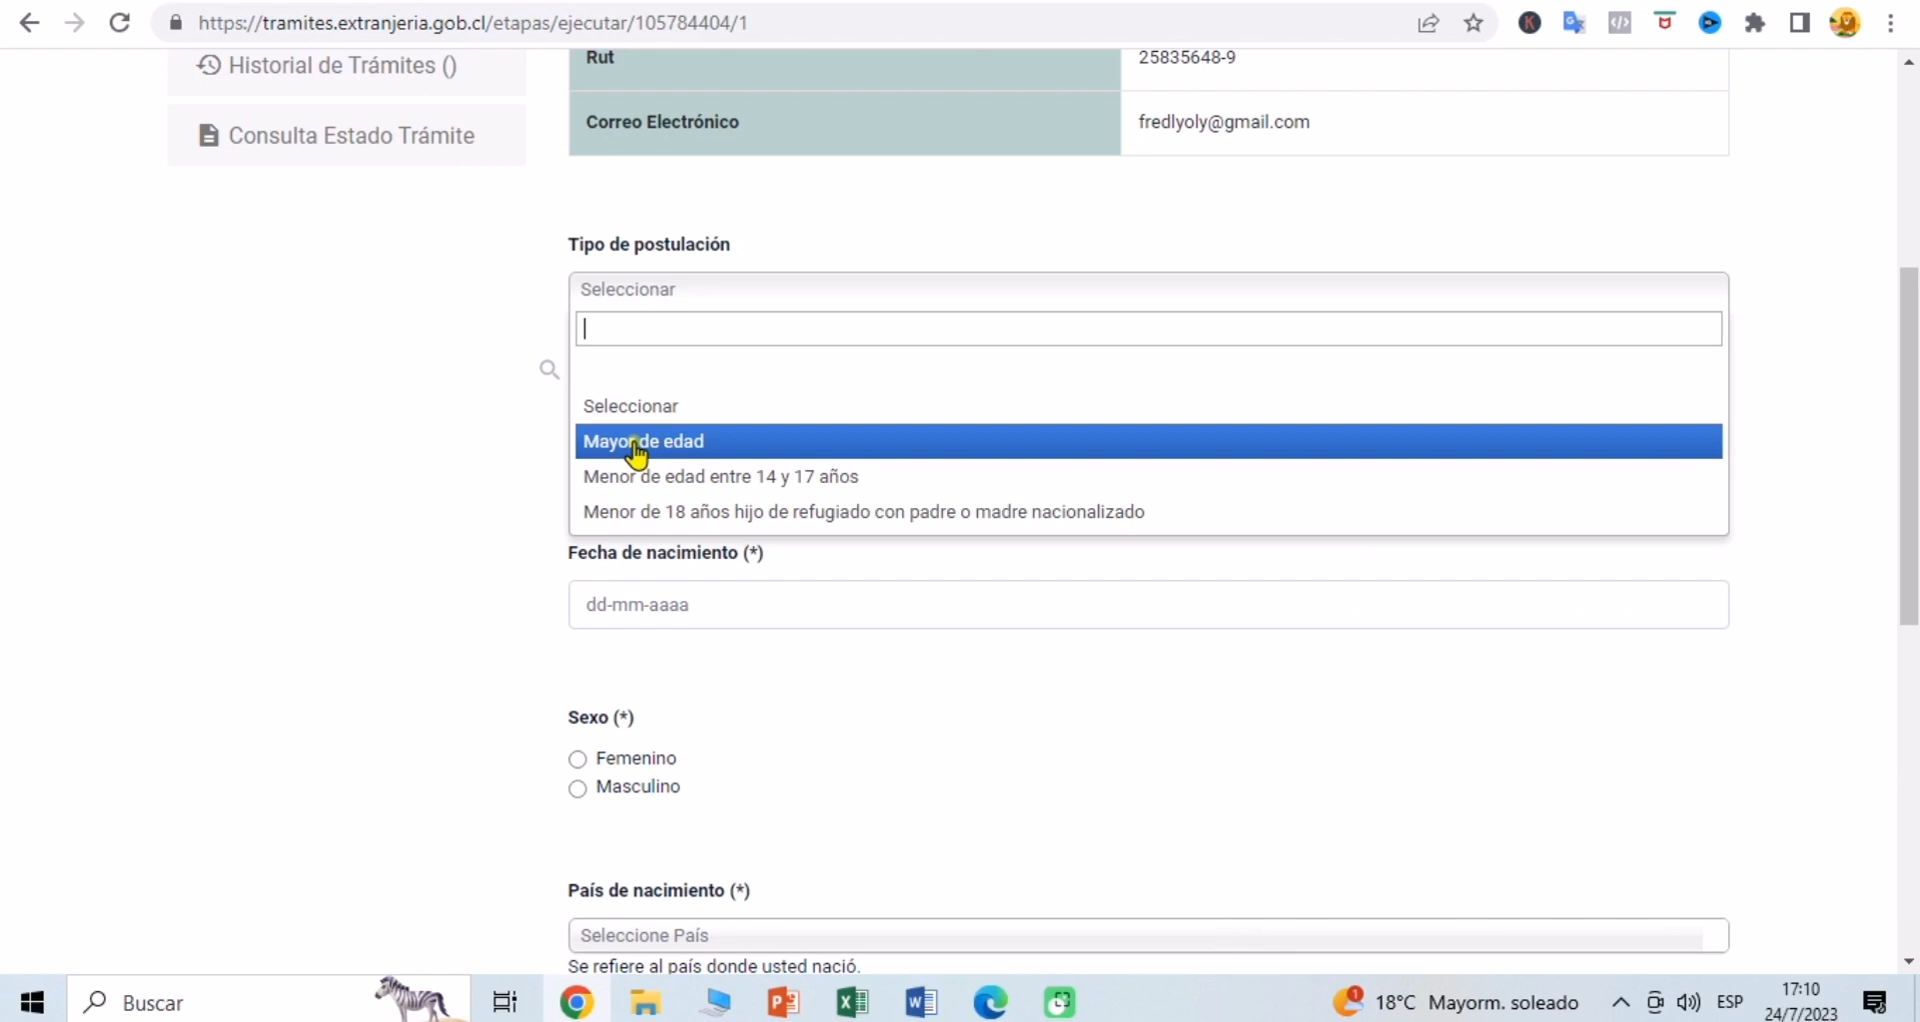 https://tramites.extranjeria.gob.cl/etapas/ejecutar/105784404/1
K
Historial de Trámites ()
Consulta Estado Trámite
Rut
25835648-9
Correo Electrónico
fredlyoly@gmail.com
Tipo de postulación
Seleccionar
Seleccionar
Mayor de edad
Menor de edad entre 14 y 17 años
Menor de 18 años hijo de refugiado con padre o madre nacionalizado
Fecha de nacimiento (*)
dd-mm-aaaa
Sexo (*)
Femenino
Masculino
País de nacimiento (*)
Seleccione País
Se refiere al país donde usted nació.
Buscar
1
18°C Mayorm. soleado
ESP
17:10
24/7/2023